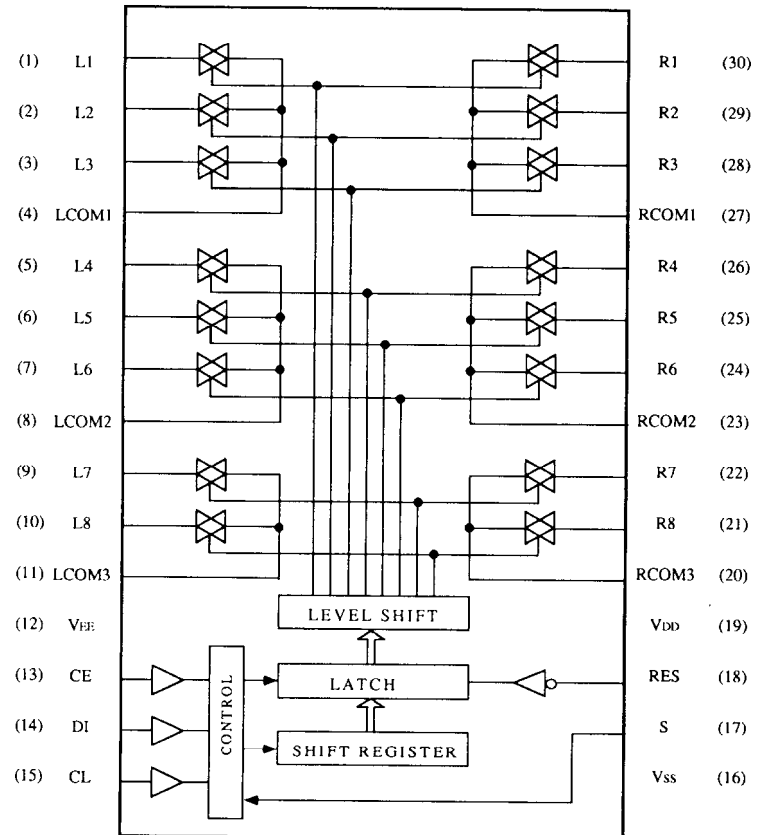 (1) L1 R1 (30)
(2) L2 R2 (29)
(3) L3 R3 (28)
(4) LCOM1 RCOM1 (27)
(5) L4 R4 (26)
(6) L5 R5 (25)
(7) L6 R6 (24)
(8) LCOM2 RCOM2 (23)
(9) L7 R7 (22)
(10) L8 R8 (21)
(11) LCOM3 RCOM3 (20)
(12) VEE LEVEL SHIFT VDD (19)
(13) CE LATCH RES (18)
(14) DI CONTROL SHIFT REGISTER S (17)
(15) CL Vss (16)